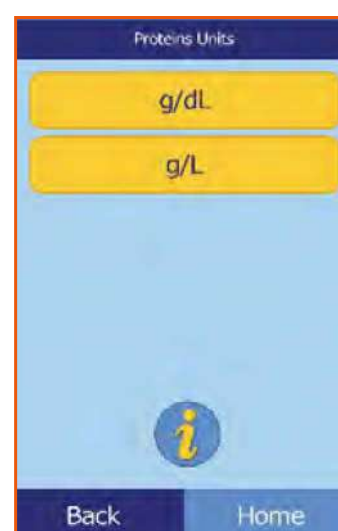 Proteins Units
g/dL
g/L
i
Back
Home